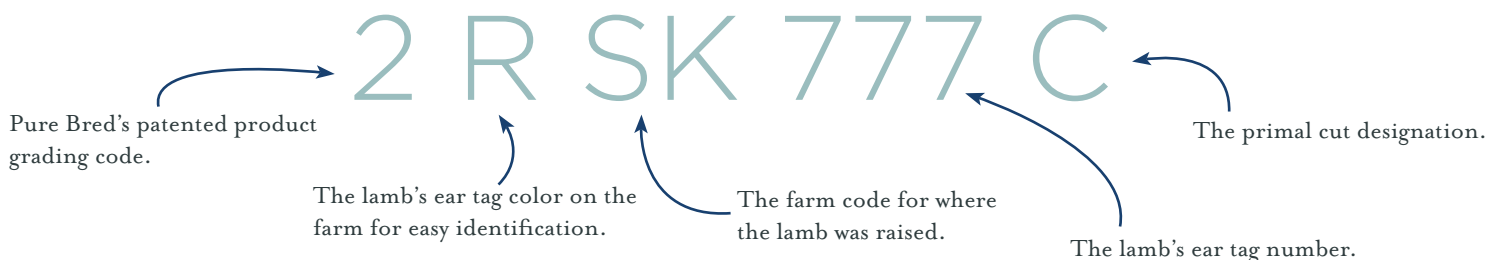 2 R SK 777 C
Pure Bred's patented product
grading code.
The lamb's ear tag color on the
farm for easy identification.
The farm code for where
the lamb was raised.
The lamb's ear tag number.
The primal cut designation.